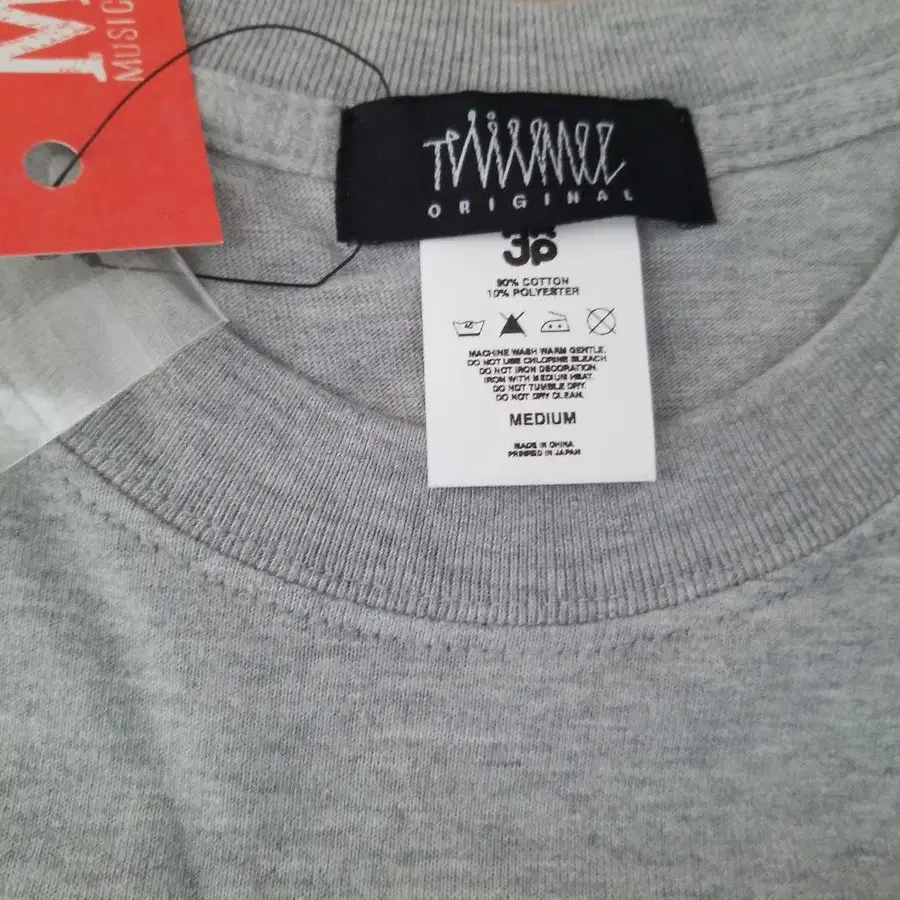 M
MUSIC
ORIGINAL
90% COTTON
10% POLYESTER
40
MACHINE WASH WARM GENTLE.
DO NOT USE CHLORINE BLEACH.
DO NOT IRON DECORATION.
IRON WITH MEDIUM HEAT.
DO NOT TUMBLE DRY.
DO NOT DRY CLEAN.
MEDIUM
MADE IN CHINA
PRINTED IN JAPAN